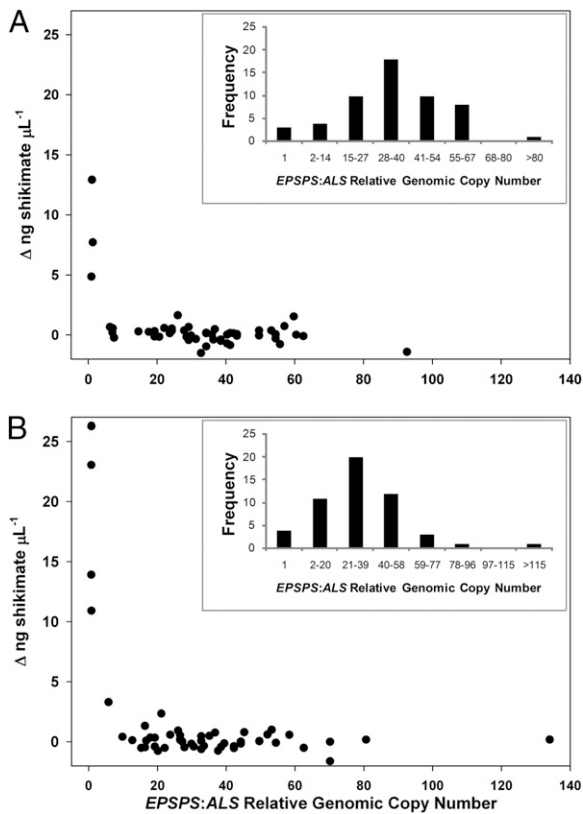 A
25
20
15
10
5
0
Δ ng shikimate μL-1
0 20 40 60 80 100 120 140
Frequency
25
20
15
10
5
0
1 2-14 15-27 28-40 41-54 55-67 68-80 >80
EPSPS:ALS Relative Genomic Copy Number
B
25
20
15
10
5
0
Δ ng shikimate μL-1
0 20 40 60 80 100 120 140
EPSPS:ALS Relative Genomic Copy Number
Frequency
25
20
15
10
5
0
1 2-20 21-39 40-58 59-77 78-96 97-115 >115
EPSPS:ALS Relative Genomic Copy Number